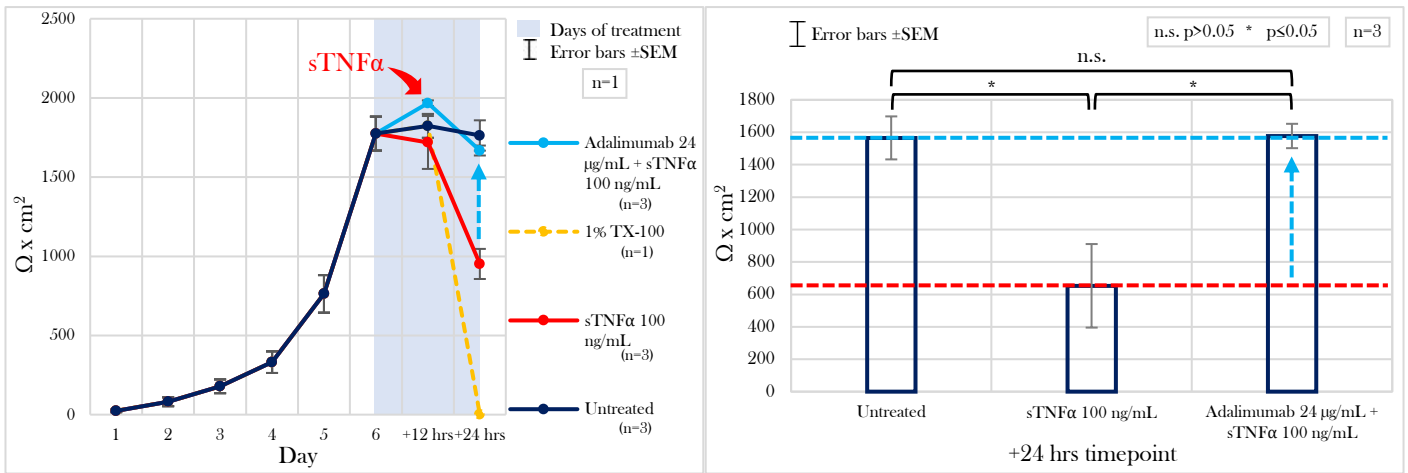 2.500
Days of treatment
Error bars ±SEM
sTNFα
n=1
2000
1500
1000
500
0
Ω x cm²
Adalimumab 24
µg/mL + sTNFα
100 ng/mL
(n=3)
1% TX-100
(n=1)
sTNFα 100
ng/mL
(n=3)
Untreated
(n=3)
1 2 3 4 5 6 +12 hrs +24 hrs
Day
Error bars ±SEM
n.s. p>0.05 * p≤0.05
n=3
n.s.
* *
1800
1600
1400
1200
1000
800
600
400
200
0
Ω x cm²
Untreated
sTNFα 100 ng/mL
Adalimumab 24 µg/mL +
sTNFα 100 ng/mL
+24 hrs timepoint